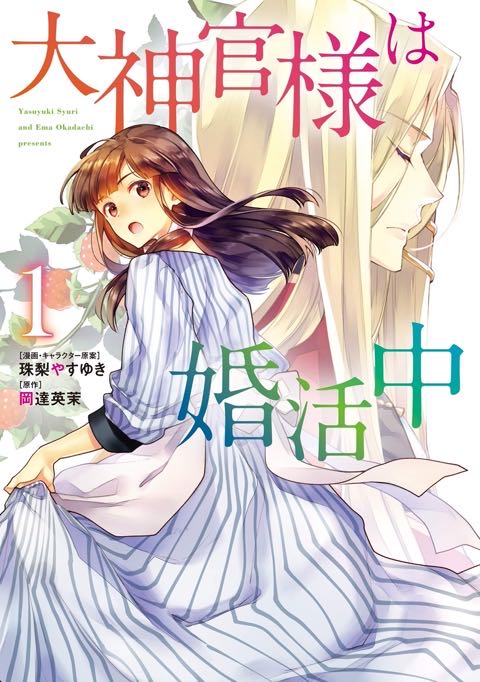 大神官様は
Yasuyuki Syuri
and Ema Okadachi
presents
1
[漫画・キャラクター原案]
珠梨やすゆき
[原作]
岡達英茉
婚活中